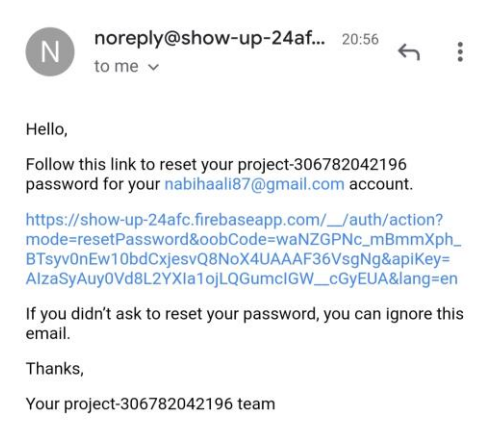 N
noreply@show-up-24af... 20:56
to me
Hello,
Follow this link to reset your project-306782042196
password for your nabihaali87@gmail.com account.
https://show-up-24afc.firebaseapp.com/__/auth/action?
mode=resetPassword&oobCode=waNZGPNc_mBmmXph_
BTsyv0nEw10bdCxjesvQ8NoX4UAAAF36VsgNg&apiKey=
AIzaSyAuy0Vd8L2YXIa1ojLQGumcIGW__cGyEUA&lang=en
If you didn’t ask to reset your password, you can ignore this
email.
Thanks,
Your project-306782042196 team